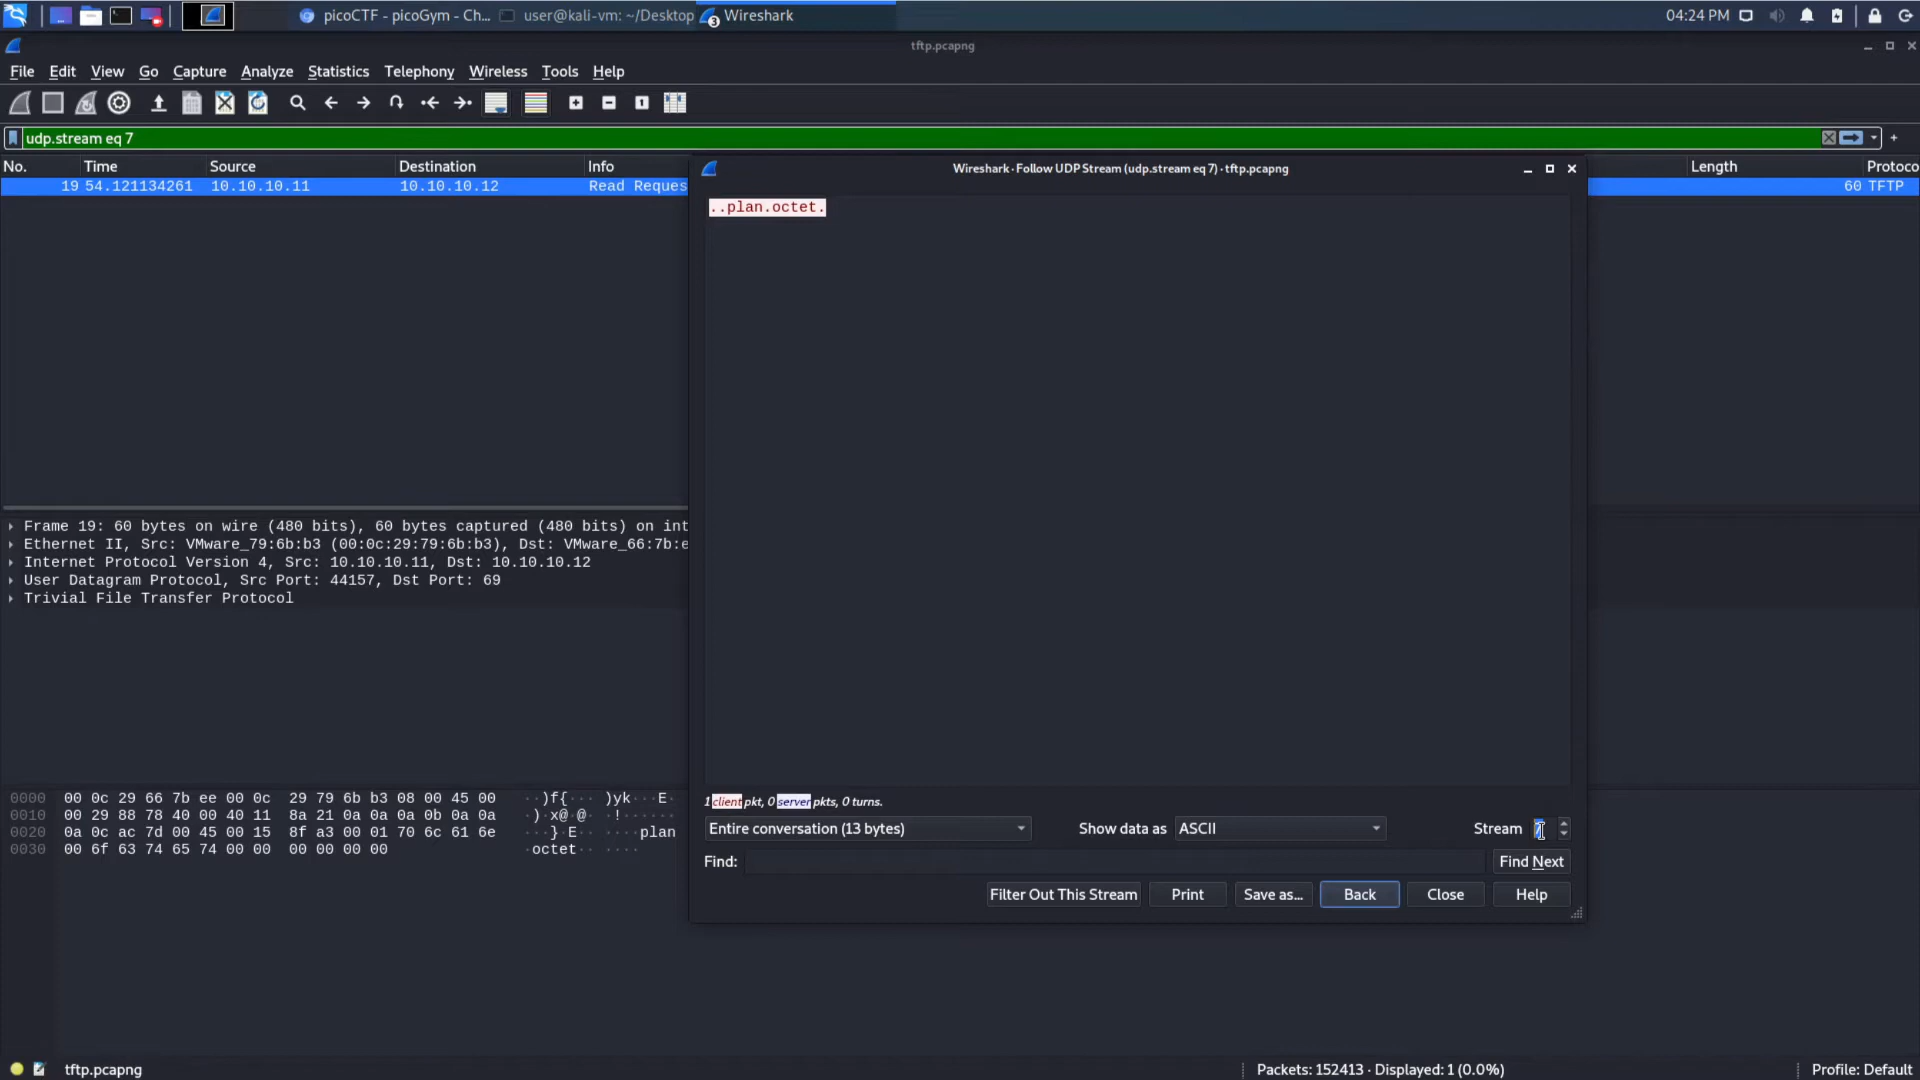 picoCTF - picoGym - Ch...
user@kali-vm: ~/Desktop
3
Wireshark
04:24 PM
tftp.pcapng
File Edit View Go Capture Analyze Statistics Telephony Wireless Tools Help
udp.stream eq 7
No. Time Source Destination Info Length Protoco
19 54.121134261 10.10.10.11 10.10.10.12 Read Reques 60 TFTP
Wireshark · Follow UDP Stream (udp.stream eq 7) · tftp.pcapng
..plan.octet.
Frame 19: 60 bytes on wire (480 bits), 60 bytes captured (480 bits) on int
Ethernet II, Src: VMware_79:6b:b3 (00:0c:29:79:6b:b3), Dst: VMware_66:7b:e
Internet Protocol Version 4, Src: 10.10.10.11, Dst: 10.10.10.12
User Datagram Protocol, Src Port: 44157, Dst Port: 69
Trivial File Transfer Protocol
0000 00 0c 29 66 7b ee 00 0c 29 79 6b b3 08 00 45 00 ··)f{··· )yk···E·
0010 00 29 88 78 40 00 40 11 8a 21 0a 0a 0a 0b 0a 0a ·)·x@·@· ·!······
0020 0a 0c ac 7d 00 45 00 15 8f a3 00 01 70 6c 61 6e ···}·E·· ····plan
0030 00 6f 63 74 65 74 00 00 00 00 00 00 ·octet·· ····
1 client pkt, 0 server pkts, 0 turns.
Entire conversation (13 bytes)
Show data as ASCII
Stream 7
Find:
Find Next
Filter Out This Stream Print Save as... Back Close Help
tftp.pcapng
Packets: 152413 · Displayed: 1 (0.0%)
Profile: Default